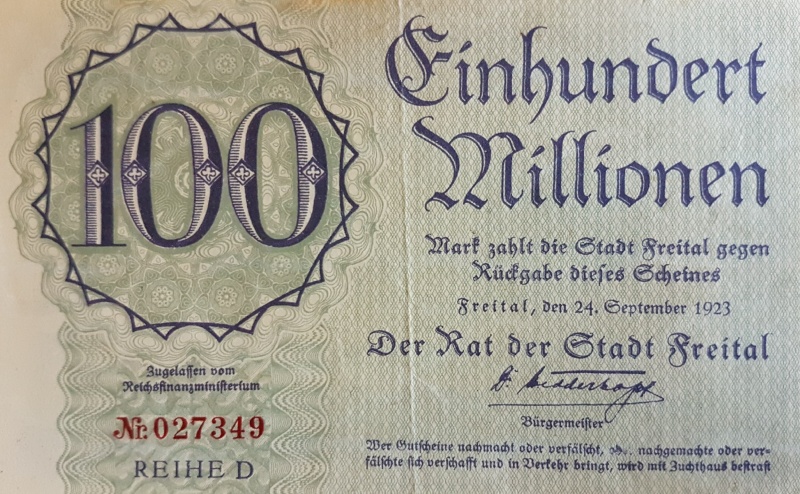 100
Einhundert
Millionen
Mark zahlt die Stadt Freital gegen
Rückgabe dieses Scheines
Freital, den 24. September 1923
Der Rat der Stadt Freital
Bürgermeister
Zugelassen vom
Reichsfinanzministerium
Nr. 027349
REIHE D
Wer Gutscheine nachmacht oder verfälscht, nachgemachte oder ver-
fälschte sich verschafft und in Verkehr bringt, wird mit Zuchthaus bestraft